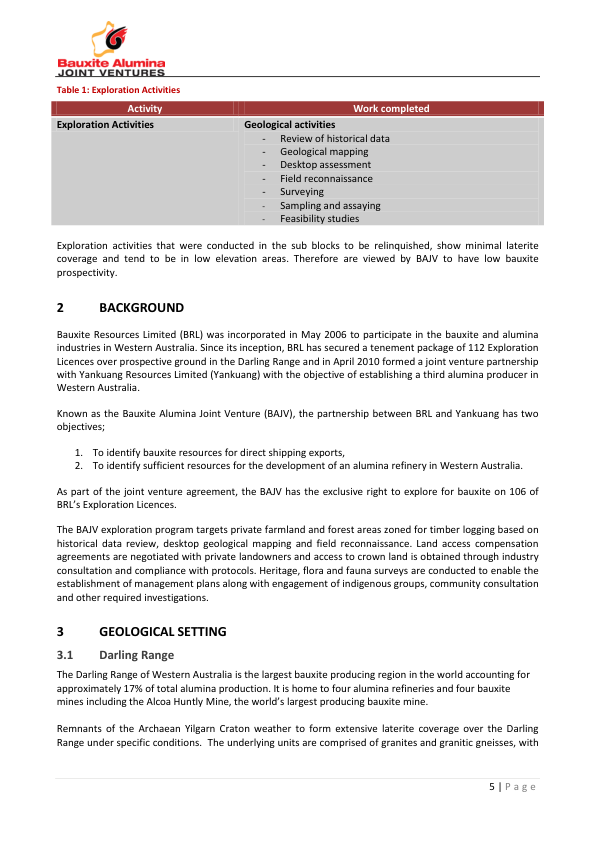 Bauxite Alumina
JOINT VENTURES
Table 1: Exploration Activities
Activity Work completed
Exploration Activities Geological activities
- Review of historical data
- Geological mapping
- Desktop assessment
- Field reconnaissance
- Surveying
- Sampling and assaying
- Feasibility studies
Exploration activities that were conducted in the sub blocks to be relinquished, show minimal laterite
coverage and tend to be in low elevation areas. Therefore are viewed by BAJV to have low bauxite
prospectivity.
2 BACKGROUND
Bauxite Resources Limited (BRL) was incorporated in May 2006 to participate in the bauxite and alumina
industries in Western Australia. Since its inception, BRL has secured a tenement package of 112 Exploration
Licences over prospective ground in the Darling Range and in April 2010 formed a joint venture partnership
with Yankuang Resources Limited (Yankuang) with the objective of establishing a third alumina producer in
Western Australia.
Known as the Bauxite Alumina Joint Venture (BAJV), the partnership between BRL and Yankuang has two
objectives;
1. To identify bauxite resources for direct shipping exports,
2. To identify sufficient resources for the development of an alumina refinery in Western Australia.
As part of the joint venture agreement, the BAJV has the exclusive right to explore for bauxite on 106 of
BRL's Exploration Licences.
The BAJV exploration program targets private farmland and forest areas zoned for timber logging based on
historical data review, desktop geological mapping and field reconnaissance. Land access compensation
agreements are negotiated with private landowners and access to crown land is obtained through industry
consultation and compliance with protocols. Heritage, flora and fauna surveys are conducted to enable the
establishment of management plans along with engagement of indigenous groups, community consultation
and other required investigations.
3 GEOLOGICAL SETTING
3.1 Darling Range
The Darling Range of Western Australia is the largest bauxite producing region in the world accounting for
approximately 17% of total alumina production. It is home to four alumina refineries and four bauxite
mines including the Alcoa Huntly Mine, the world's largest producing bauxite mine.
Remnants of the Archaean Yilgarn Craton weather to form extensive laterite coverage over the Darling
Range under specific conditions. The underlying units are comprised of granites and granitic gneisses, with
5 | Page